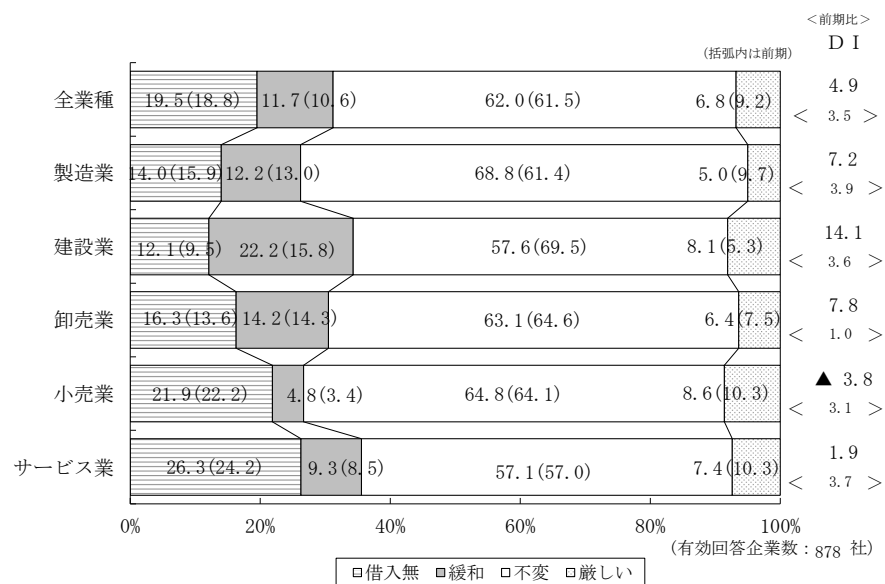 <前期比>
ＤＩ
(括弧内は前期)
全業種 19.5(18.8) 11.7(10.6) 62.0(61.5) 6.8(9.2) 4.9
< 3.5 >
製造業 14.0(15.9) 12.2(13.0) 68.8(61.4) 5.0(9.7) 7.2
< 3.9 >
建設業 12.1(9.5) 22.2(15.8) 57.6(69.5) 8.1(5.3) 14.1
< 3.6 >
卸売業 16.3(13.6) 14.2(14.3) 63.1(64.6) 6.4(7.5) 7.8
< 1.0 >
小売業 21.9(22.2) 4.8(3.4) 64.8(64.1) 8.6(10.3) ▲ 3.8
< 3.1 >
サービス業 26.3(24.2) 9.3(8.5) 57.1(57.0) 7.4(10.3) 1.9
< 3.7 >
0% 20% 40% 60% 80% 100%
(有効回答企業数:878 社)
借入無 緩和 不変 厳しい